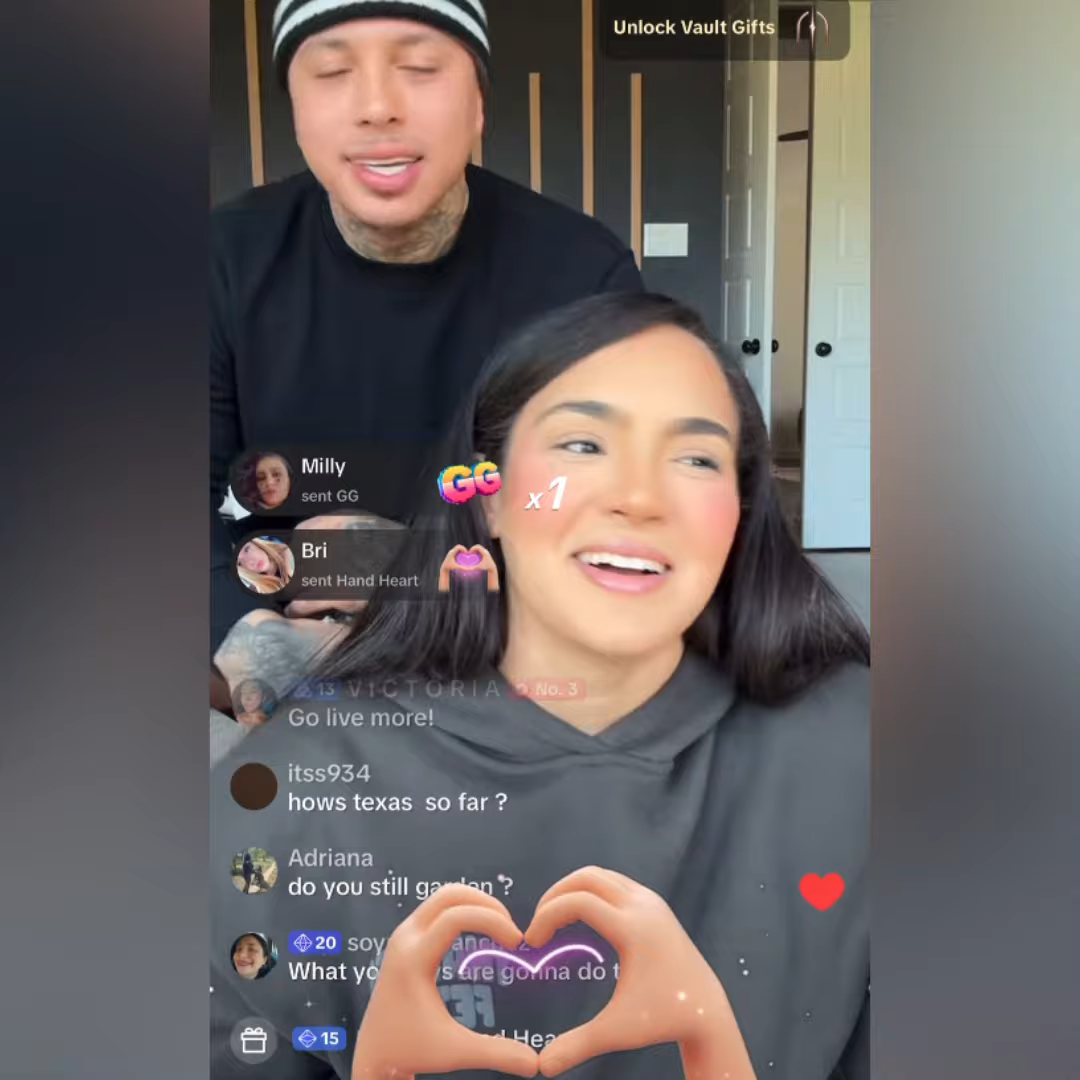 Unlock Vault Gifts
Milly
sent GG
GG x1
Bri
sent Hand Heart
13 VICTORIA No. 3
Go live more!
itss934
hows texas so far ?
Adriana
do you still garden ?
20
What are gonna do
15